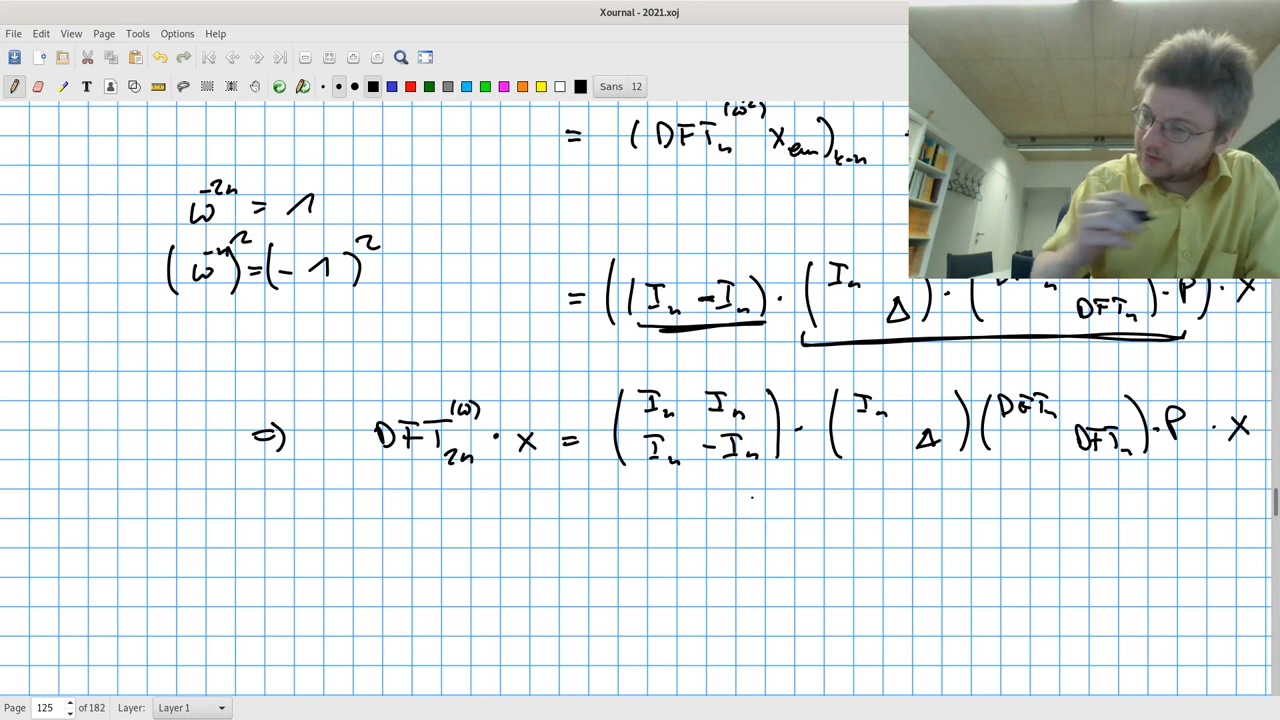 Xournal - 2021.xoj
File Edit View Page Tools Options Help
Sans 12
= (DFT_n^(ω²) x_even)_{k-n}
ω^{-2n} = 1
(ω^{-n})² = (-1)²
= ((I_n -I_n) · (I_n Δ) · ( DFT_n) · P) · x
⇒ DFT_{2n}^(ω) · x = (I_n I_n I_n -I_n) · (I_n Δ) (DFT_n DFT_n) · P · x
Page 125 of 182 Layer: Layer 1